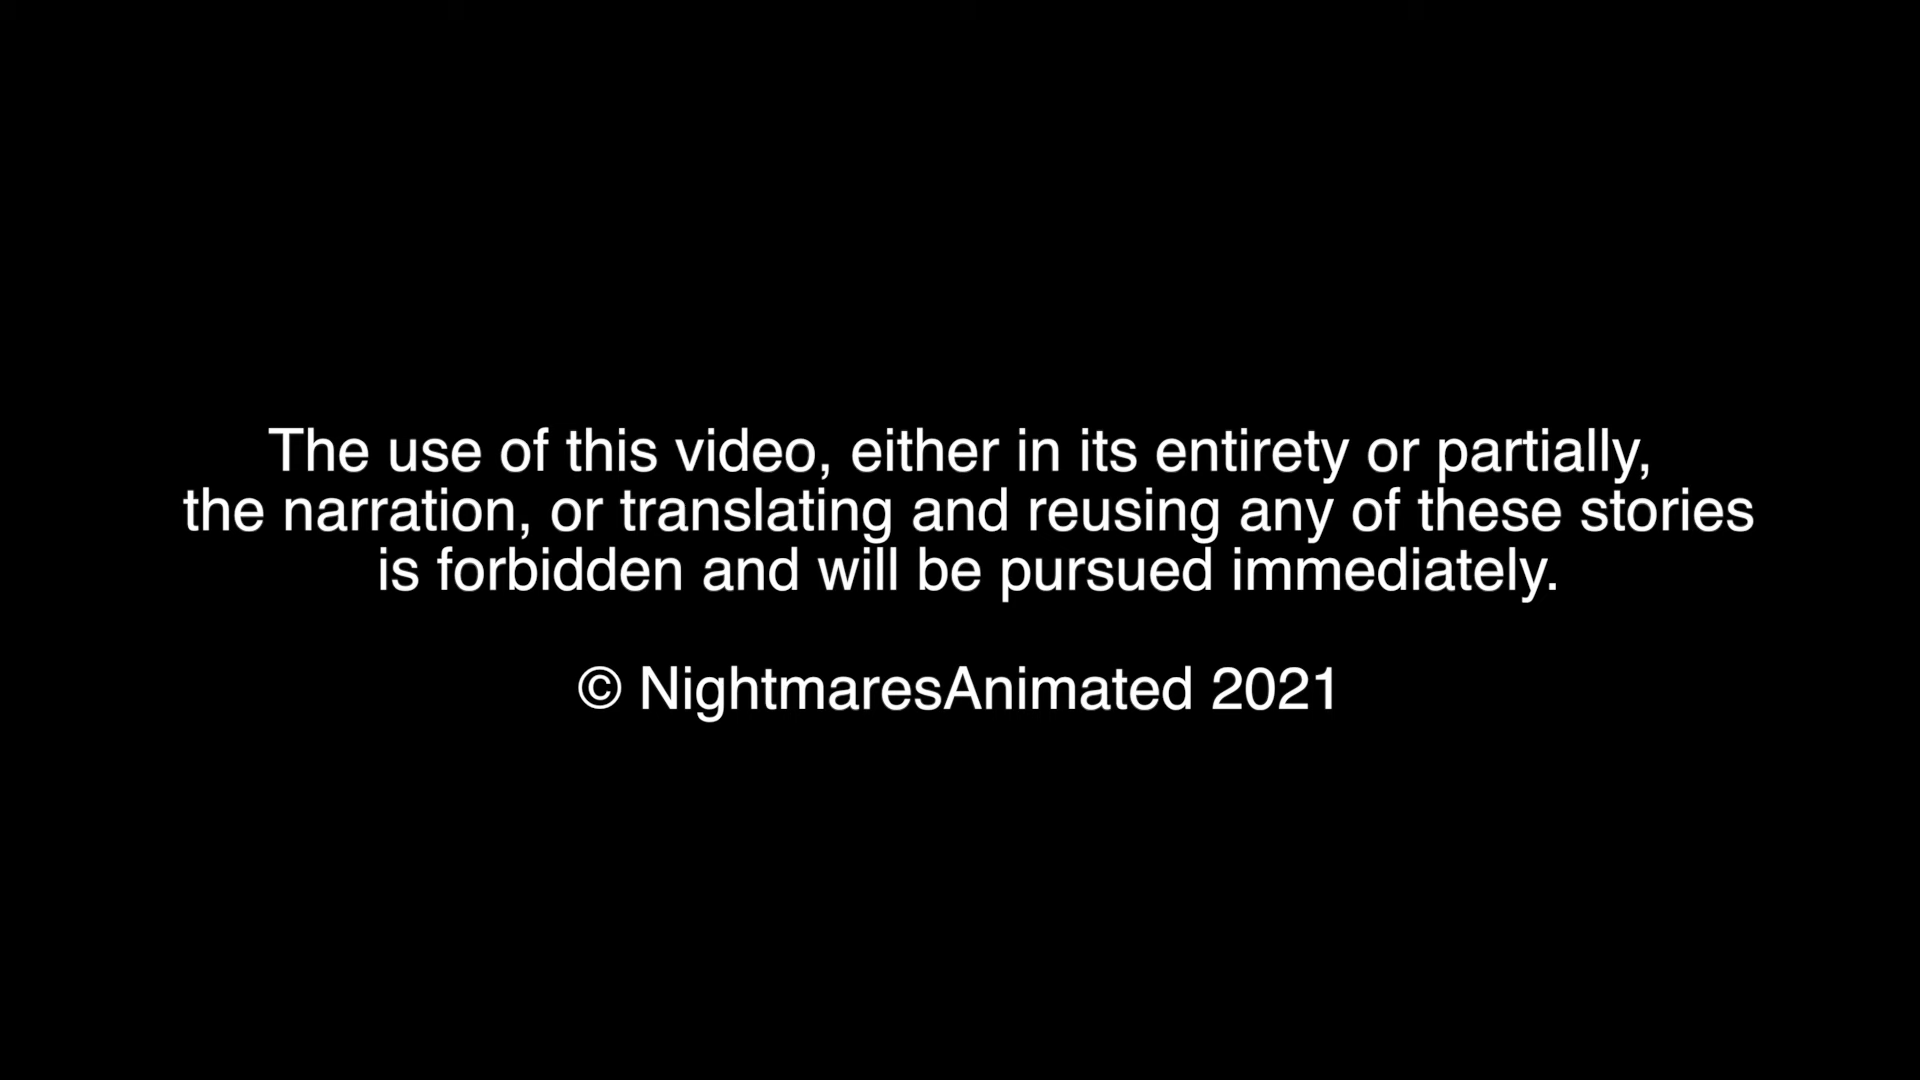 The use of this video, either in its entirety or partially,
the narration, or translating and reusing any of these stories
is forbidden and will be pursued immediately.
© NightmaresAnimated 2021